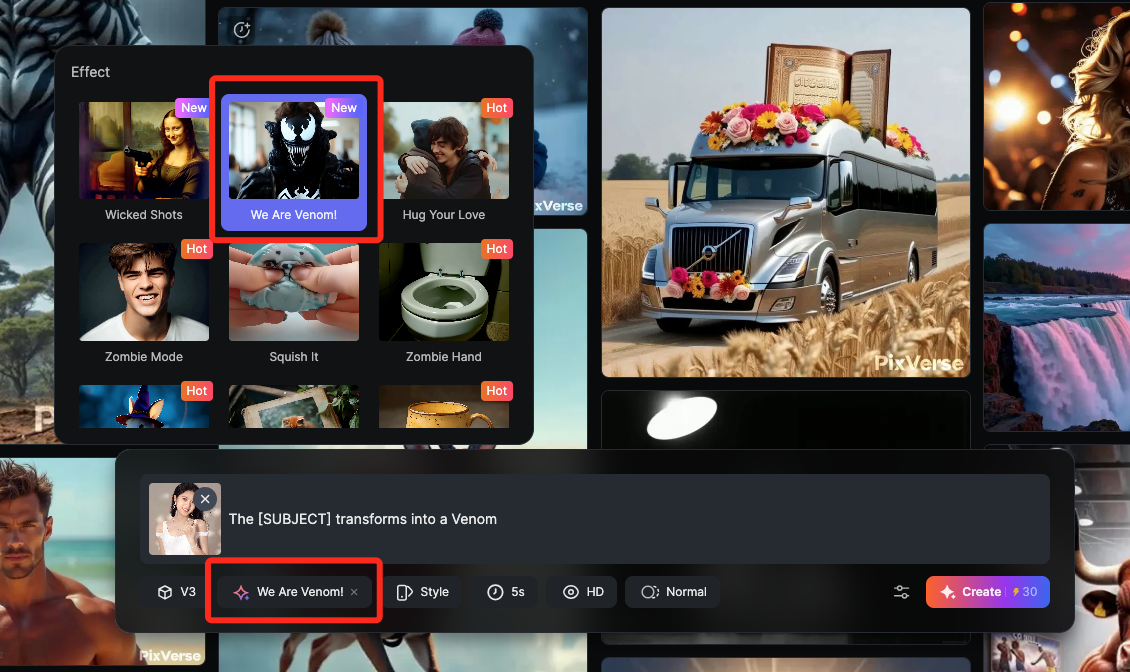 Effect
New
New
Hot
Wicked Shots
We Are Venom!
Hug Your Love
Hot
Hot
Zombie Mode
Squish It
Zombie Hand
Hot
Hot
xVerse
PixVerse
The [SUBJECT] transforms into a Venom
V3
We Are Venom!
Style
5s
HD
Normal
Create
30
PixVerse